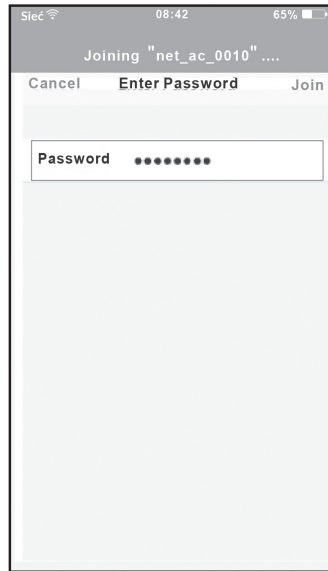 Sieć 08:42 65%
Joining "net_ac_0010" ....
Cancel Enter Password Join
Password ●●●●●●●●